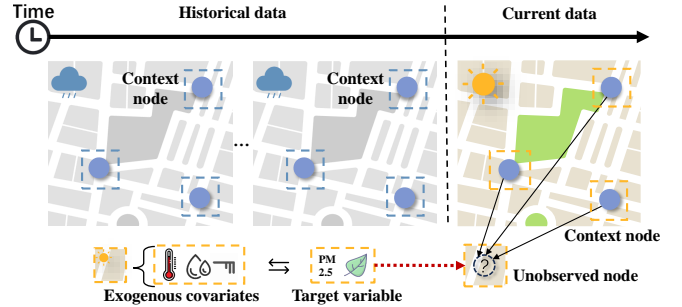 Time
Historical data
Current data
Context
node
Context
node
...
Context node
?
PM
2.5
Unobserved node
Exogenous covariates
Target variable